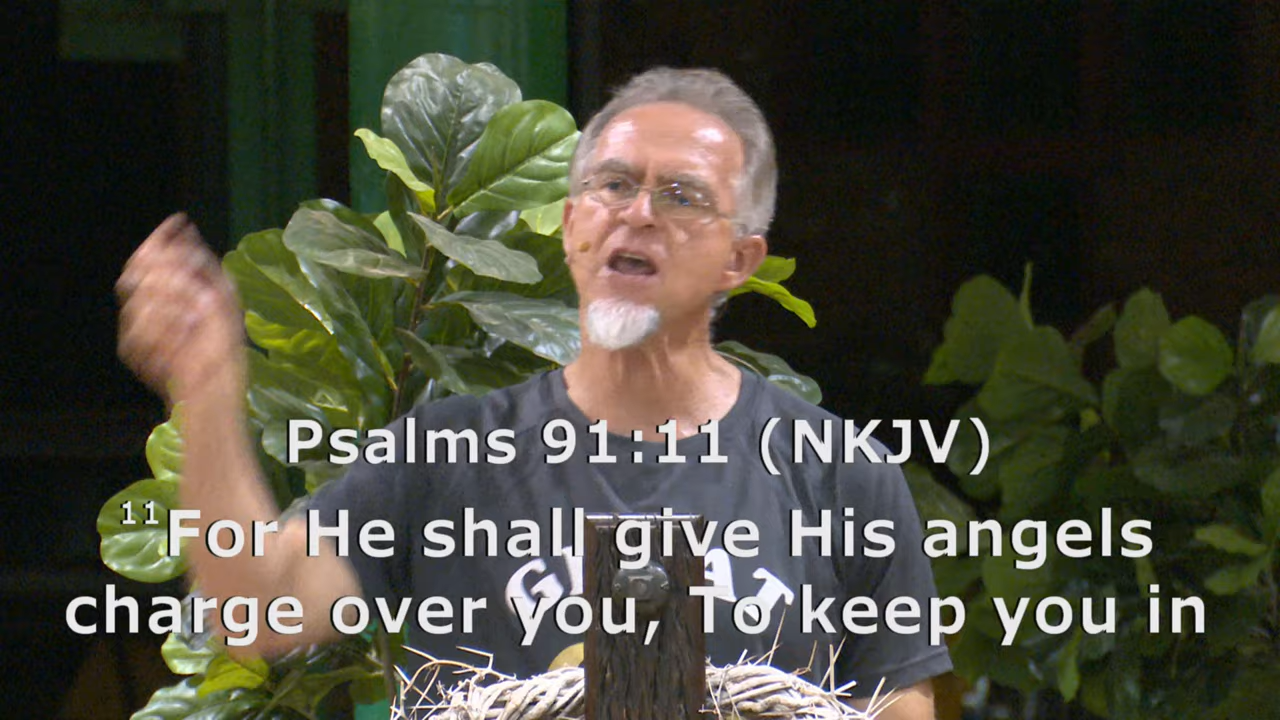 Psalms 91:11 (NKJV)
11For He shall give His angels
charge over you, To keep you in